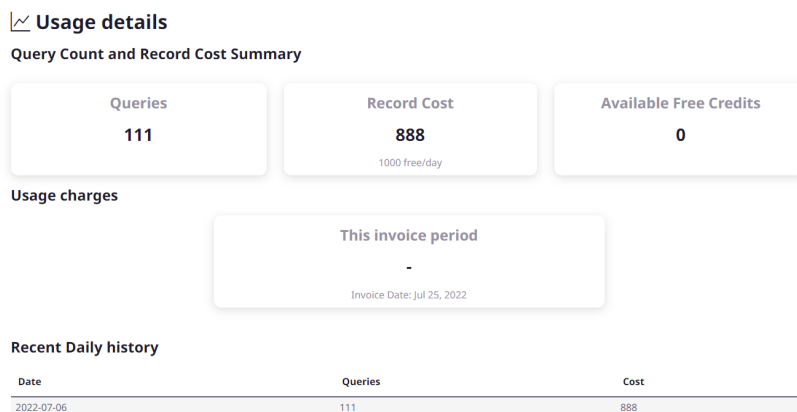 Usage details
Query Count and Record Cost Summary
Queries
111
Record Cost
888
1000 free/day
Available Free Credits
0
Usage charges
This invoice period
-
Invoice Date: Jul 25, 2022
Recent Daily history
Date Queries Cost
2022-07-06 111 888